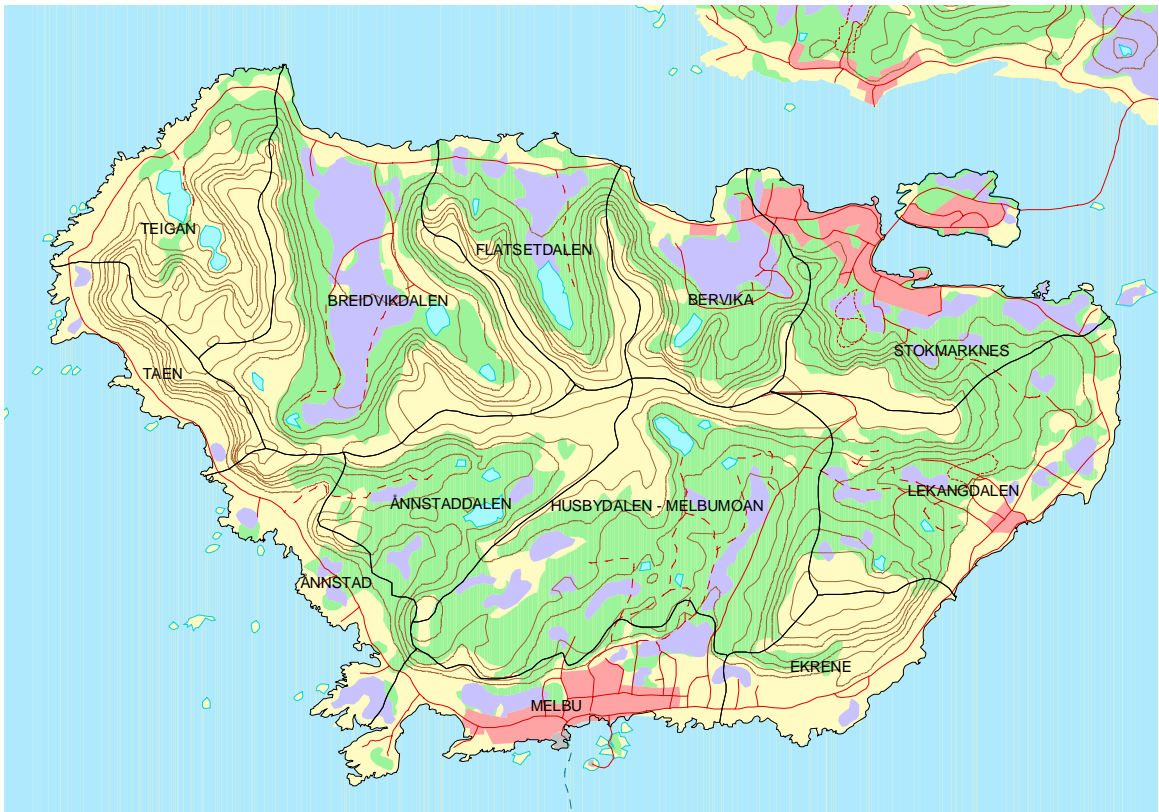 TEIGAN
FLATSETDALEN
BREIDVIKDALEN
BERVIKA
STOKMARKNES
TAEN
LEKANGDALEN
ÅNNSTADDALEN
HUSBYDALEN - MELBUMOAN
ÅNNSTAD
EKRENE
MELBU